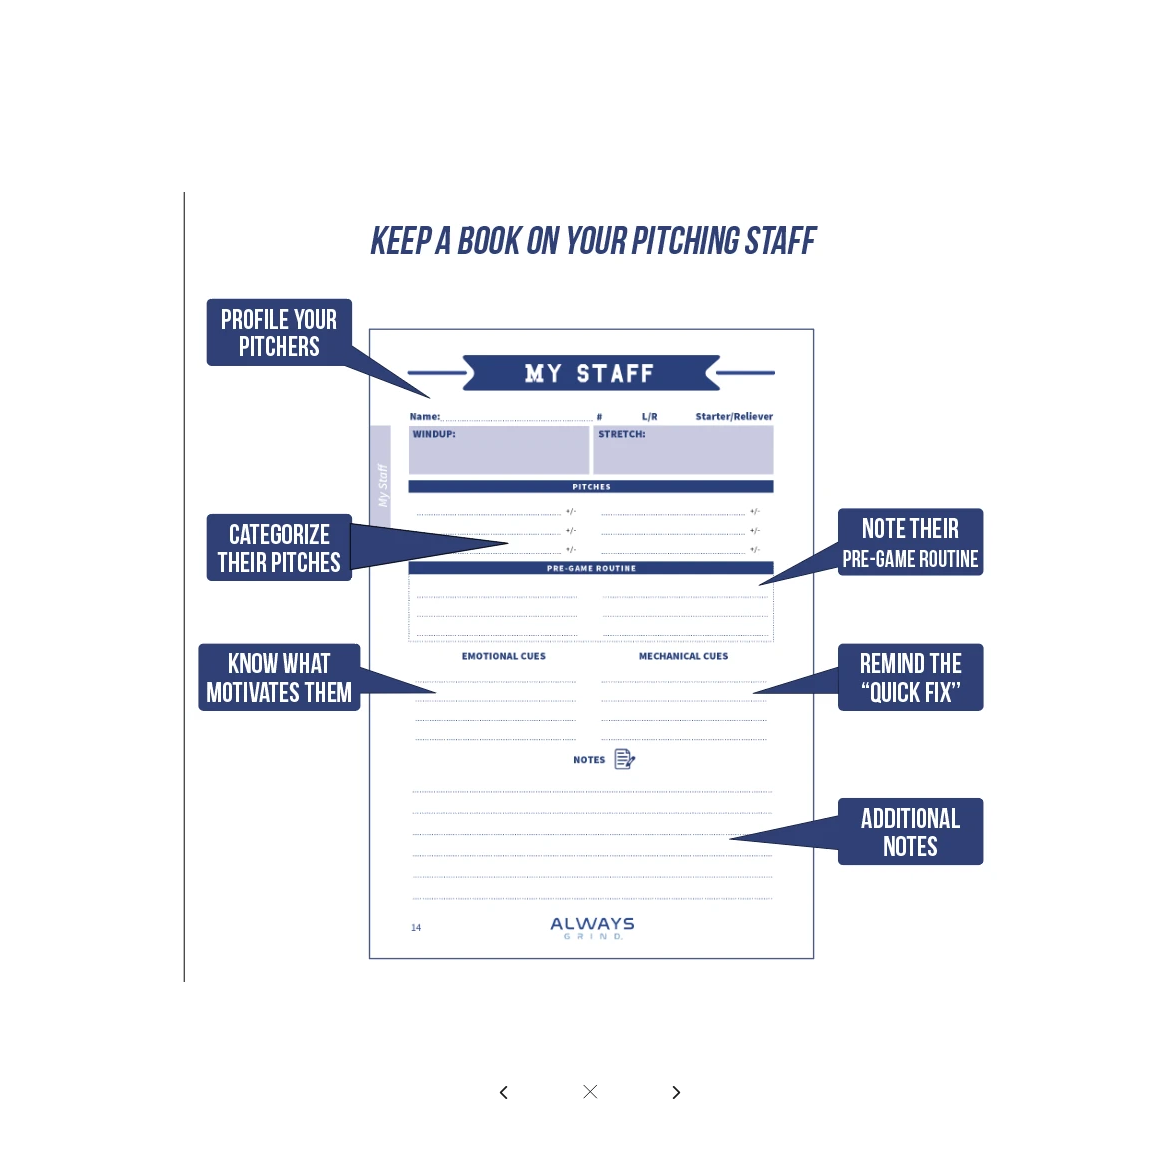 KEEP A BOOK ON YOUR PITCHING STAFF
PROFILE YOUR
PITCHERS
MY STAFF
Name: # L/R Starter/Reliever
WINDUP: STRETCH:
My Staff
PITCHES
+/- +/-
+/- +/-
+/- +/-
CATEGORIZE
THEIR PITCHES
NOTE THEIR
PRE-GAME ROUTINE
PRE-GAME ROUTINE
EMOTIONAL CUES MECHANICAL CUES
KNOW WHAT
MOTIVATES THEM
REMIND THE
“QUICK FIX”
NOTES
ADDITIONAL
NOTES
14
ALWAYS
GRIND.